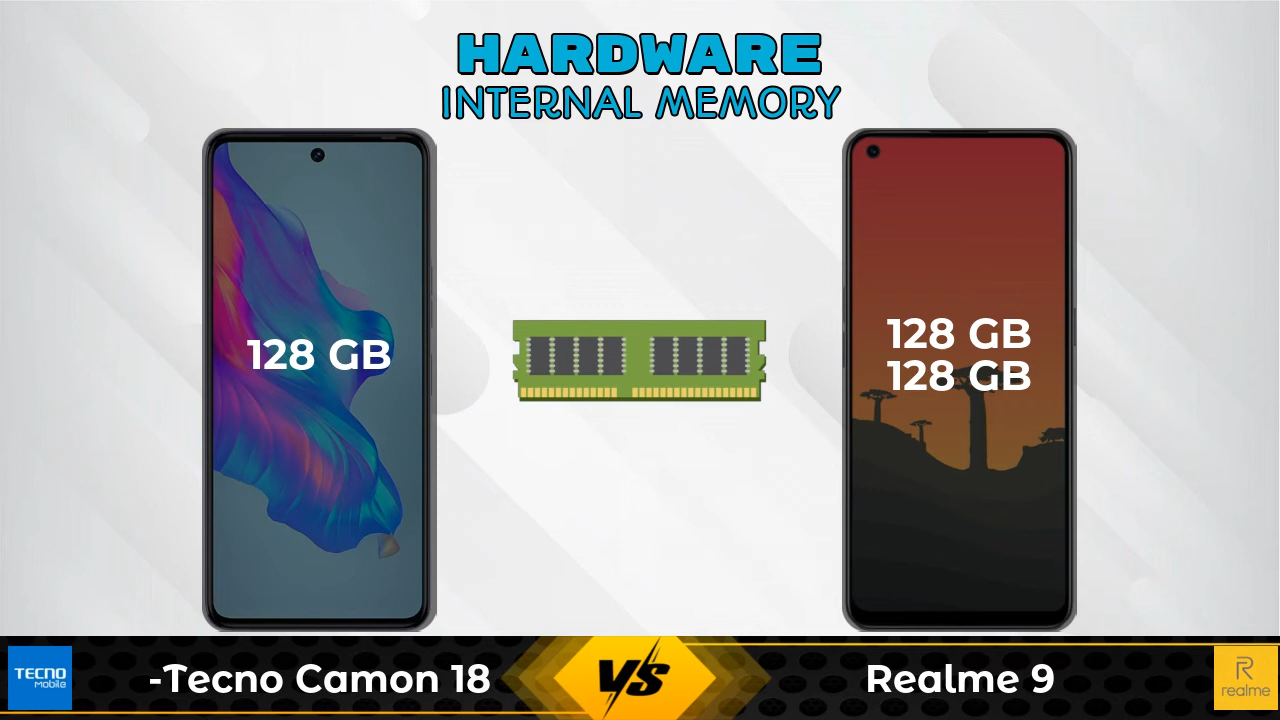 HARDWARE
INTERNAL MEMORY
128 GB
128 GB
128 GB
TECNO
Mobile
-Tecno Camon 18
VS
Realme 9
R
realme